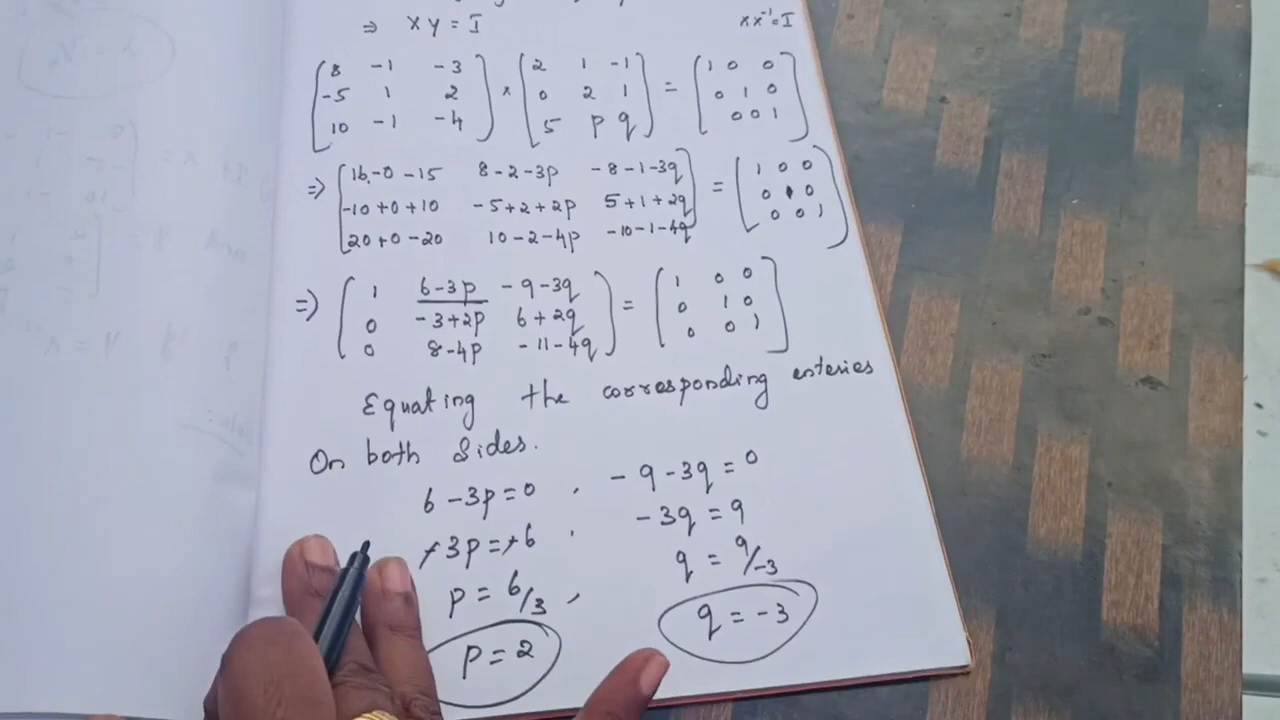 ⇒ xy = I    xx⁻¹ = I
[8 -1 -3] × [2 1 -1] = [1 0 0]
[-5 1 2] [0 2 1] [0 1 0]
[10 -1 -4] [5 p q] [0 0 1]
⇒ [16-0-15 8-2-3p -8-1-3q] = [1 0 0]
[-10+0+10 -5+2+2p 5+1+2q] [0 1 0]
[20+0-20 10-2-4p -10-1-4q] [0 0 1]
⇒ [1 6-3p -9-3q] = [1 0 0]
[0 -3+2p 6+2q] [0 1 0]
[0 8-4p -11-4q] [0 0 1]
Equating the corresponding enteries
On both Sides.
6-3p=0 , -9-3q=0
-3p=-6 , -3q=9
p=6/3 , q=9/-3
p=2 q=-3